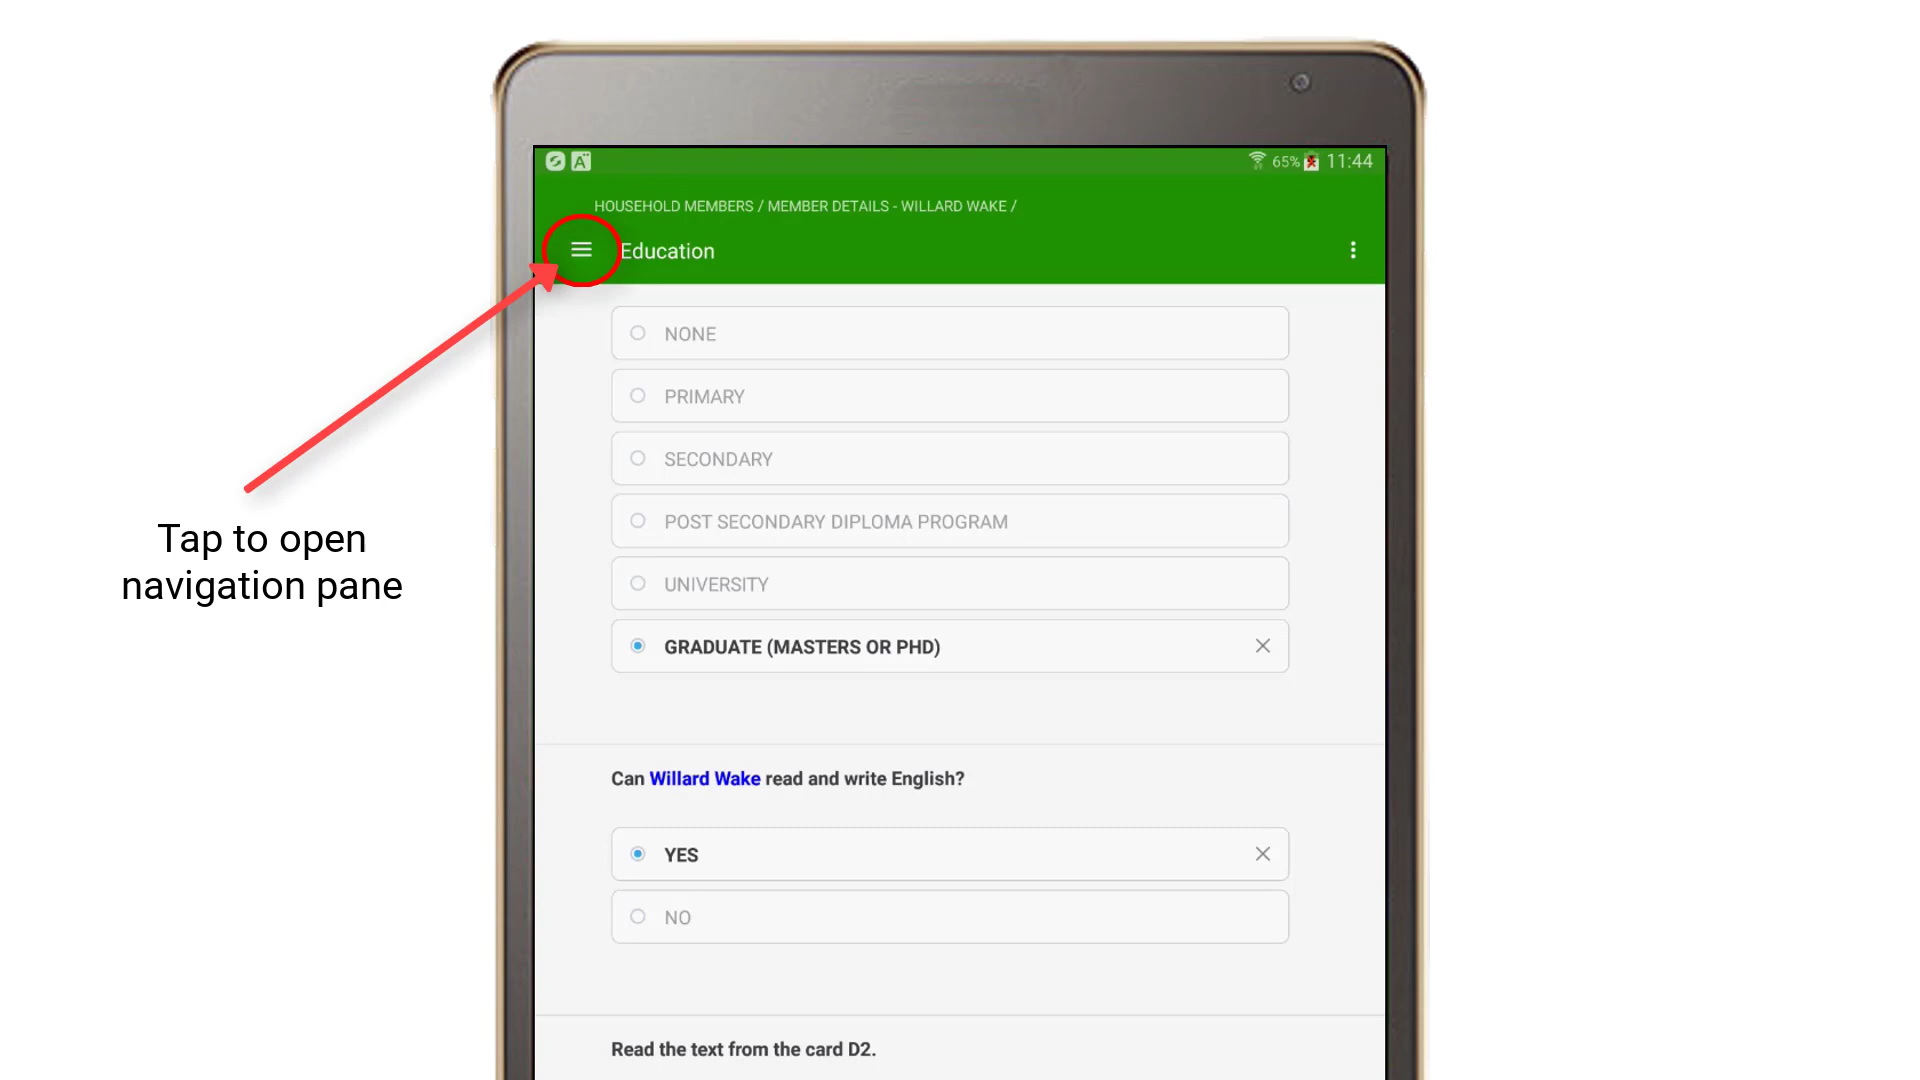 65% 11:44
HOUSEHOLD MEMBERS / MEMBER DETAILS - WILLARD WAKE /
Education
NONE
PRIMARY
SECONDARY
POST SECONDARY DIPLOMA PROGRAM
UNIVERSITY
GRADUATE (MASTERS OR PHD)
Can Willard Wake read and write English?
YES
NO
Read the text from the card D2.
Tap to open
navigation pane